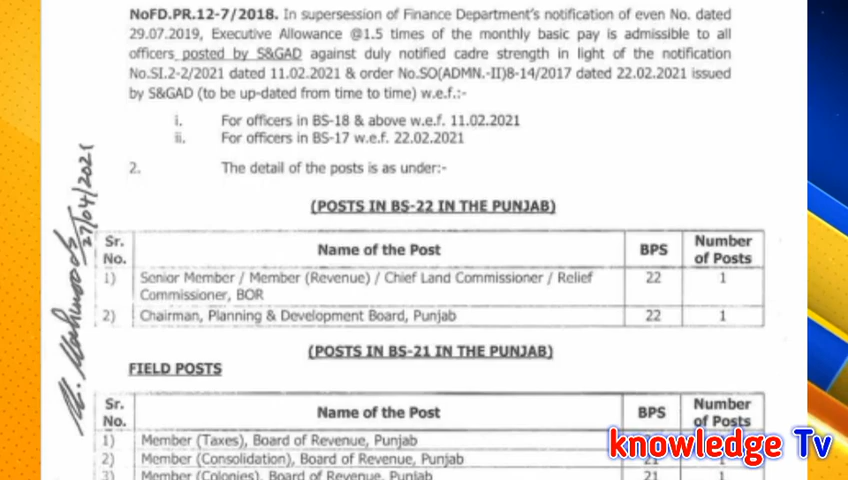 NoFD.PR.12-7/2018. In supersession of Finance Department's notification of even No. dated
29.07.2019, Executive Allowance @1.5 times of the monthly basic pay is admissible to all
officers posted by S&GAD against duly notified cadre strength in light of the notification
No.SI.2-2/2021 dated 11.02.2021 & order No.SO(ADMN.-II)8-14/2017 dated 22.02.2021 issued
by S&GAD (to be up-dated from time to time) w.e.f.:-
i. For officers in BS-18 & above w.e.f. 11.02.2021
ii. For officers in BS-17 w.e.f. 22.02.2021
2. The detail of the posts is as under:-
(POSTS IN BS-22 IN THE PUNJAB)
Sr. No. Name of the Post BPS Number of Posts
1) Senior Member / Member (Revenue) / Chief Land Commissioner / Relief
Commissioner, BOR 22 1
2) Chairman, Planning & Development Board, Punjab 22 1
(POSTS IN BS-21 IN THE PUNJAB)
FIELD POSTS
Sr. No. Name of the Post BPS Number of Posts
1) Member (Taxes), Board of Revenue, Punjab
2) Member (Consolidation), Board of Revenue, Punjab
3) Member (Colonies), Board of Revenue, Punjab 21 1
27/04/2021
knowledge Tv